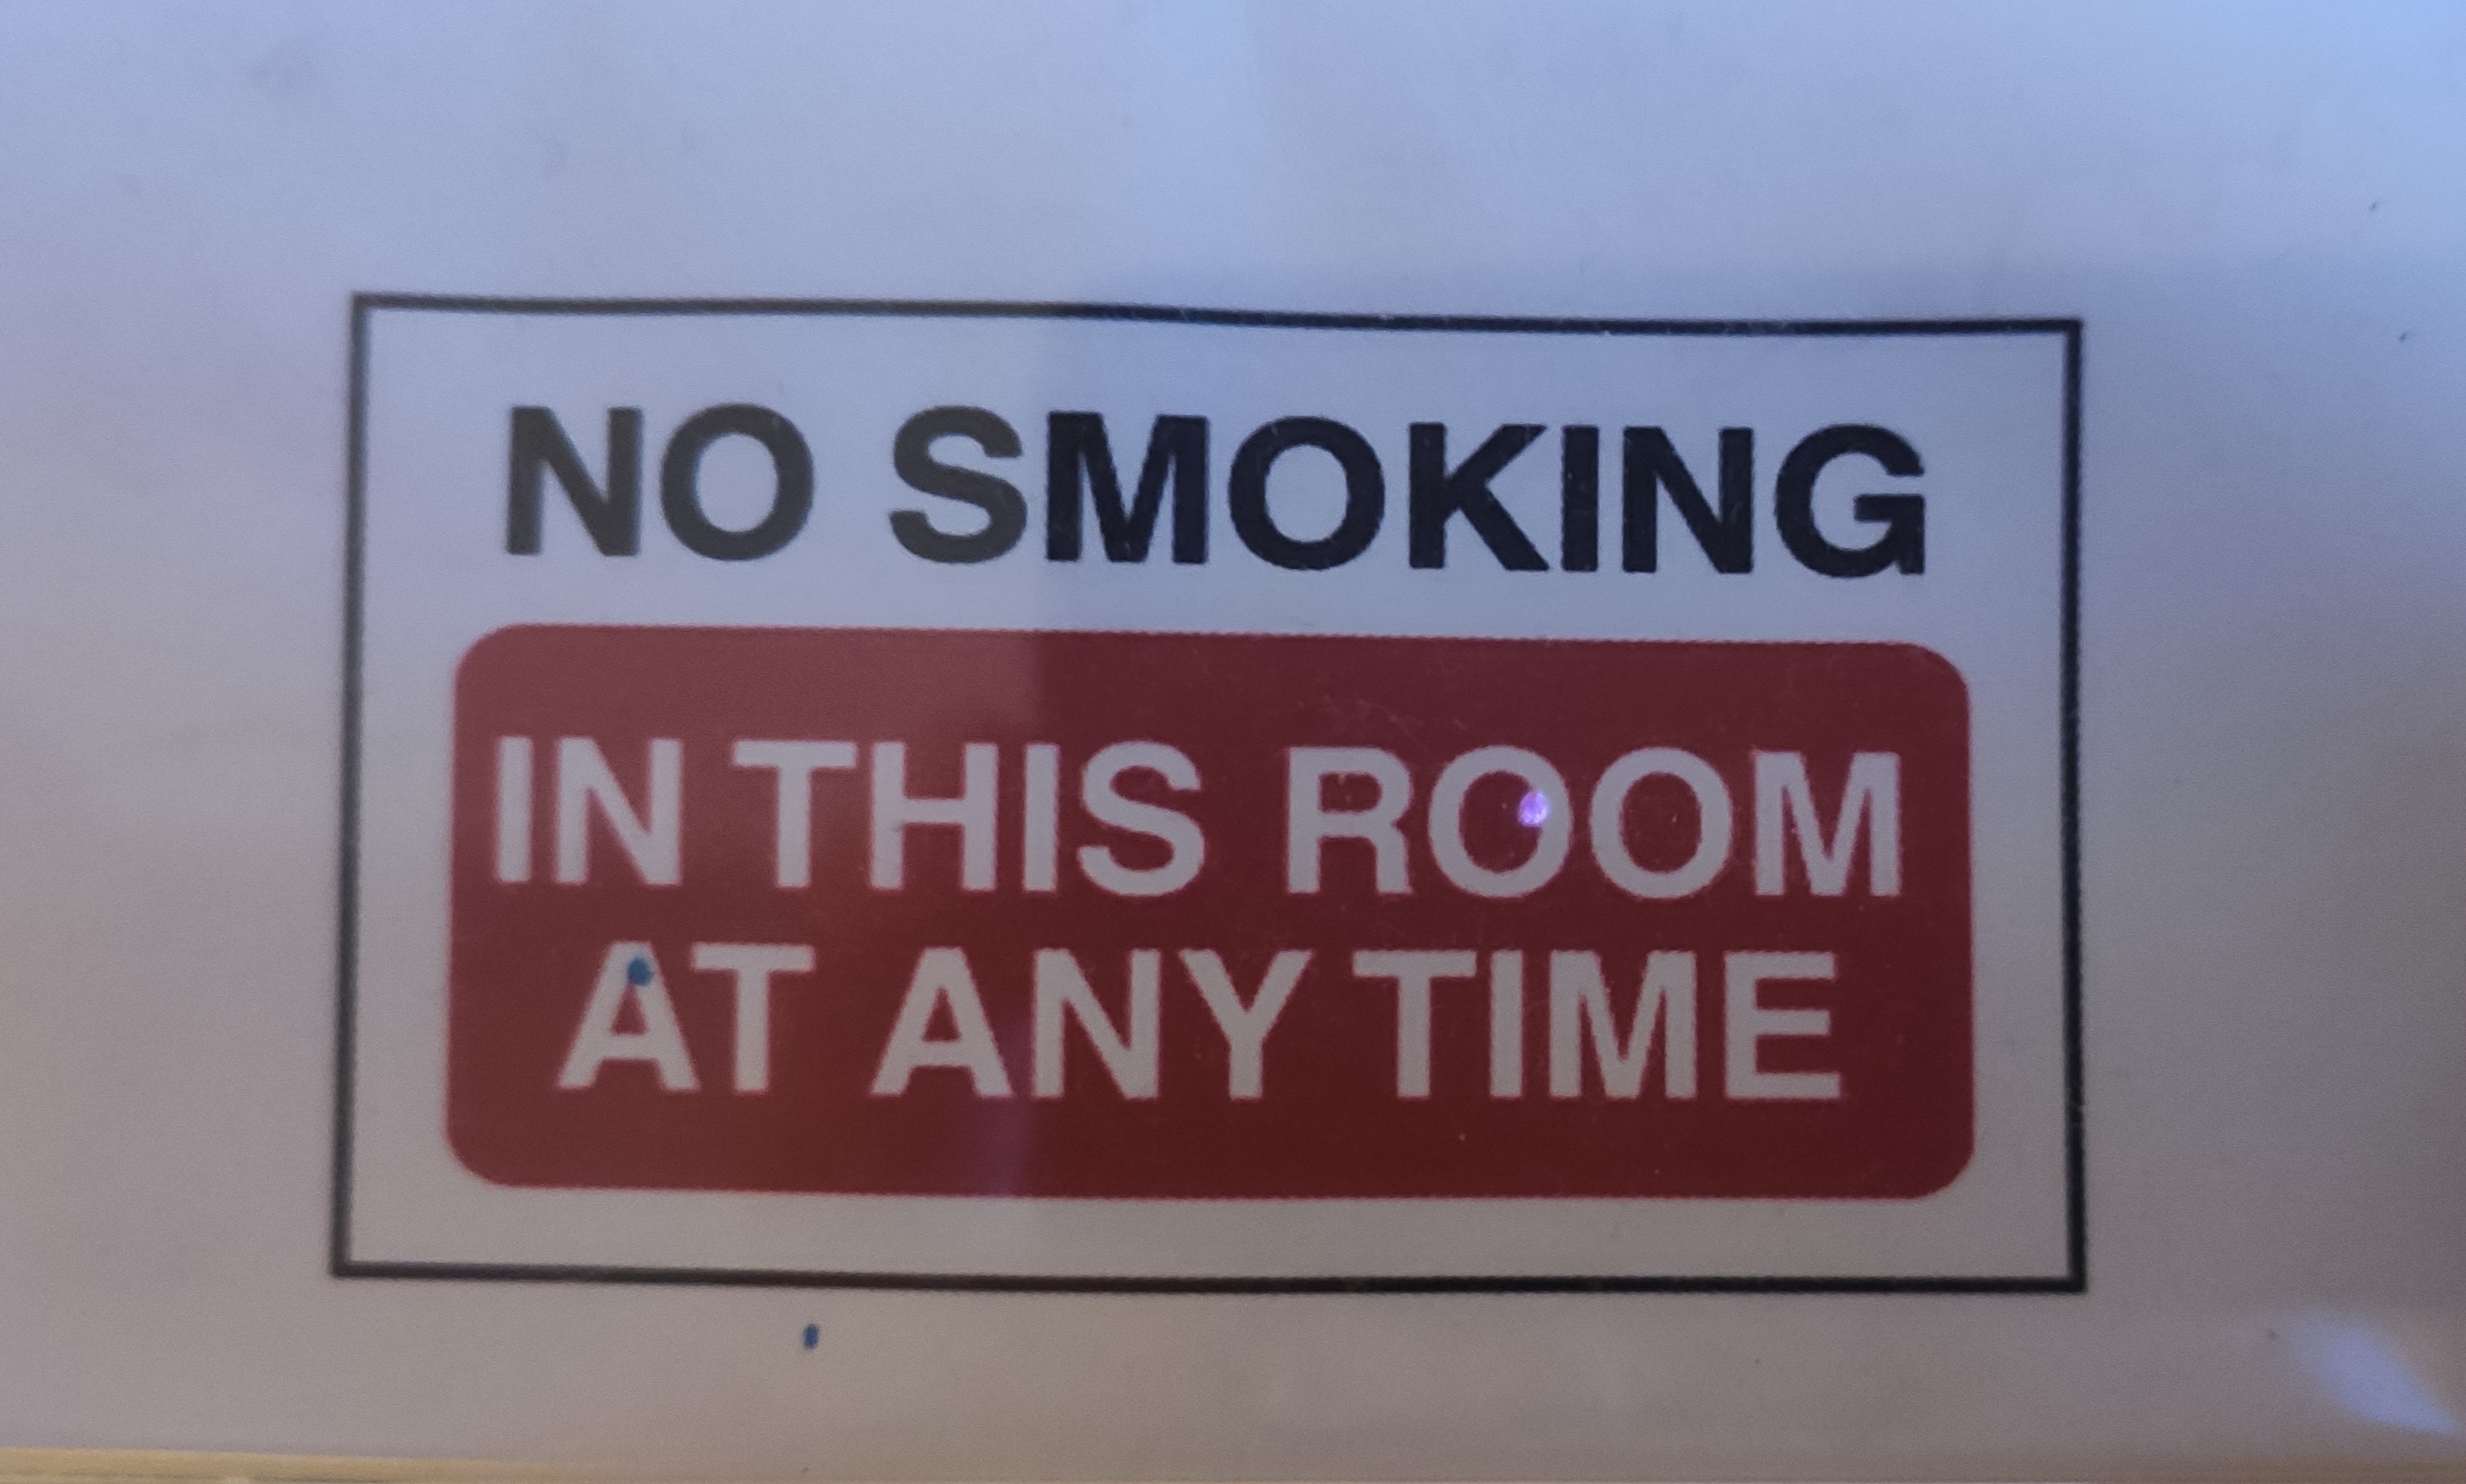 NO SMOKING
IN THIS ROOM
AT ANY TIME